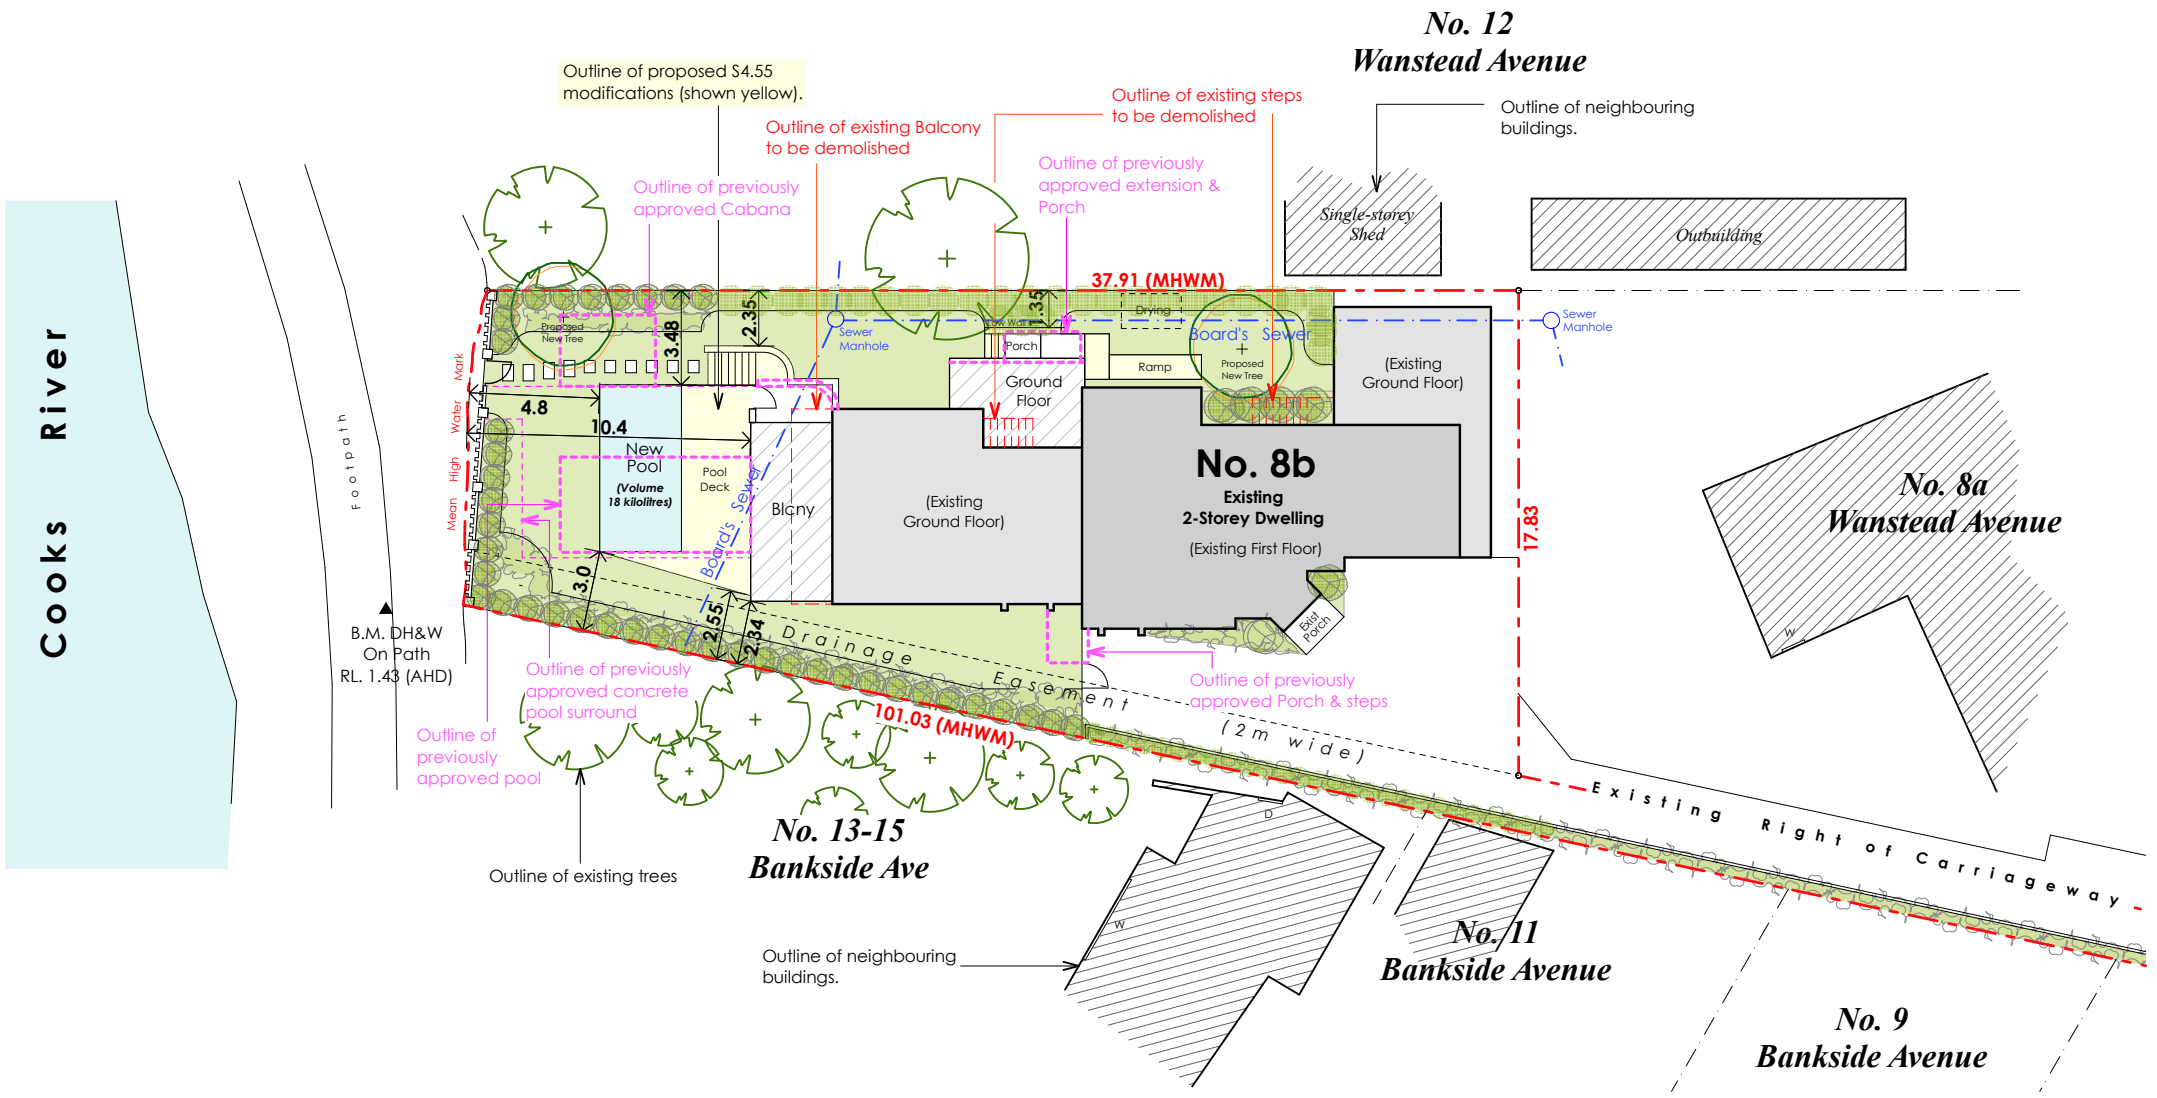 No. 12
Wanstead Avenue
Outline of proposed S4.55
modifications (shown yellow).
Outline of existing steps
to be demolished
Outline of neighbouring
buildings.
Outline of existing Balcony
to be demolished
Outline of previously
approved extension &
Porch
Outline of previously
approved Cabana
Single-storey
Shed
Outbuilding
37.91 (MHWM)
Cooks River
Footpath
Mean High Water Mark
Proposed
New Tree
3.48
2.35
Sewer
Manhole
Low Wall
1.35
Drying
Board's Sewer
Sewer
Manhole
Porch
Ground
Floor
Ramp
Proposed
New Tree
(Existing
Ground Floor)
4.8
10.4
New
Pool
(Volume
18 kilolitres)
Pool
Deck
Board's Sewer
Blcny
(Existing
Ground Floor)
No. 8b
Existing
2-Storey Dwelling
(Existing First Floor)
17.83
No. 8a
Wanstead Avenue
W
3.0
2.55
2.34
Exist
Porch
B.M. DH&W
On Path
RL. 1.43 (AHD)
Drainage Easement (2m wide)
Outline of previously
approved concrete
pool surround
Outline of previously
approved Porch & steps
Outline of
previously
approved pool
101.03 (MHWM)
Existing Right of Carriageway
No. 13-15
Bankside Ave
D
W
Outline of existing trees
Outline of neighbouring
buildings.
No. 11
Bankside Avenue
No. 9
Bankside Avenue